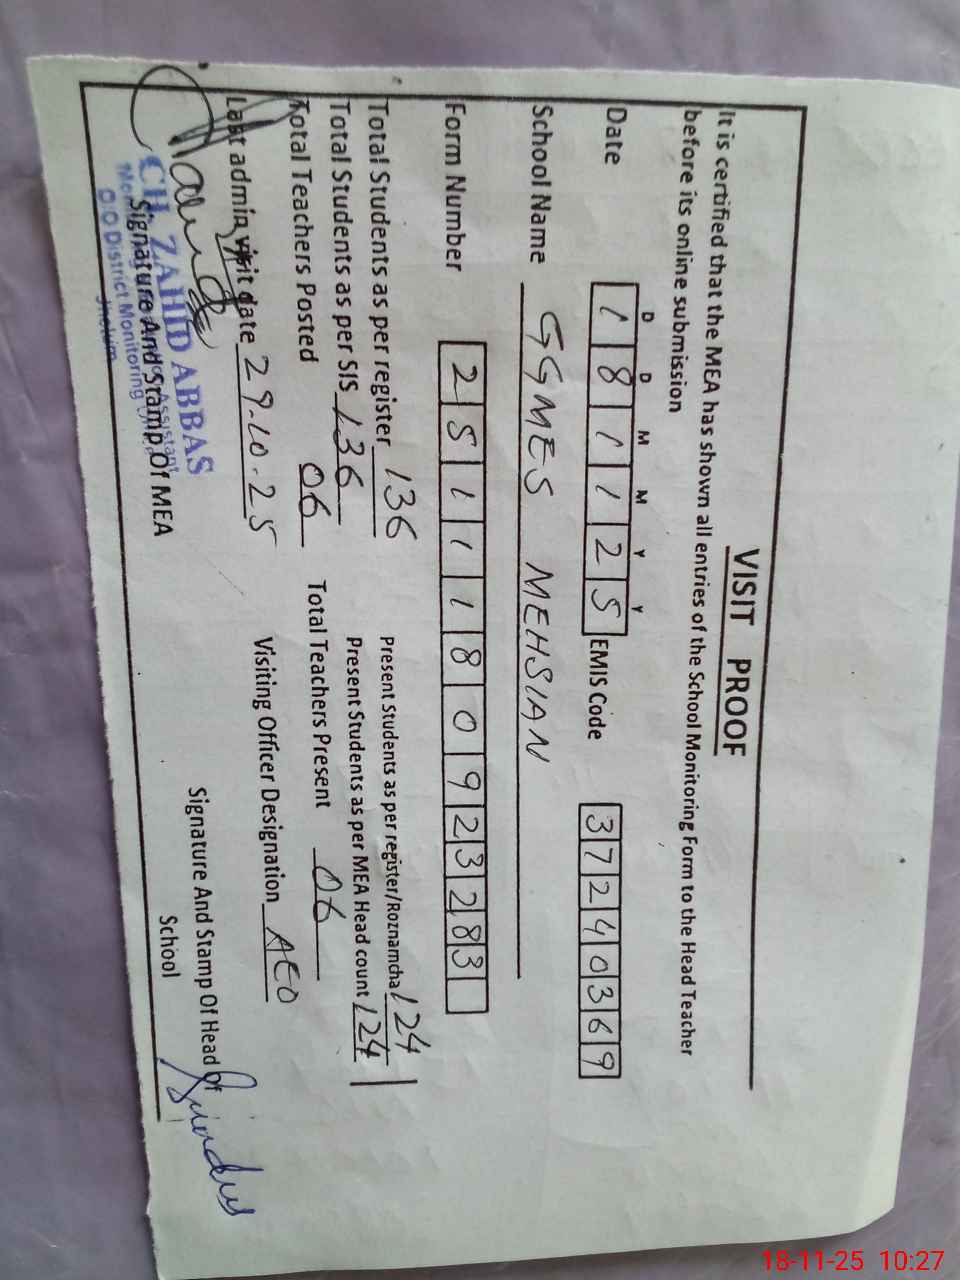 VISIT PROOF
It is certified that the MEA has shown all entries of the School Monitoring Form to the Head Teacher
before its online submission
D D M M Y Y
Date 1 8 1 1 2 5 EMIS Code 3 7 2 4 0 3 6 9
School Name GGMES MEHSIAN
Form Number 2 5 1 1 1 8 0 9 2 3 2 8 3
Total Students as per register 136 Present Students as per register/Roznamcha 124
Total Students as per SIS 136 Present Students as per MEA Head count 124
Total Teachers Posted 06 Total Teachers Present 06
Last admin visit date 29.10.25 Visiting Officer Designation AEO
Signature And Stamp Of Head Of
School
CH. ZAHID ABBAS
Assistant
Signature And Stamp Of MEA
O/O District Monitoring
Jhelum
18-11-25 10:27